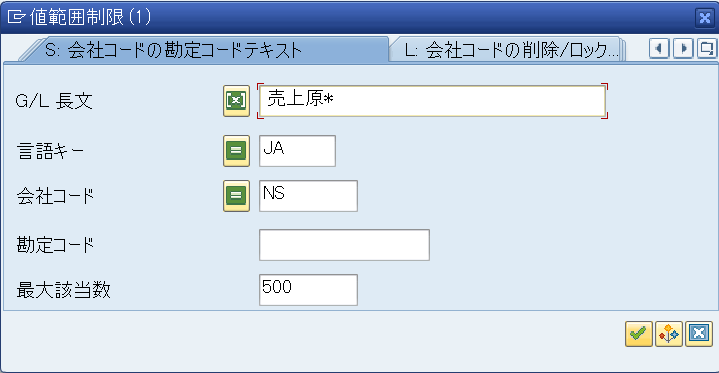 値範囲制限 (1)
S: 会社コードの勘定コードテキスト L: 会社コードの削除/ロック...
G/L 長文 売上原*
言語キー JA
会社コード NS
勘定コード
最大該当数 500